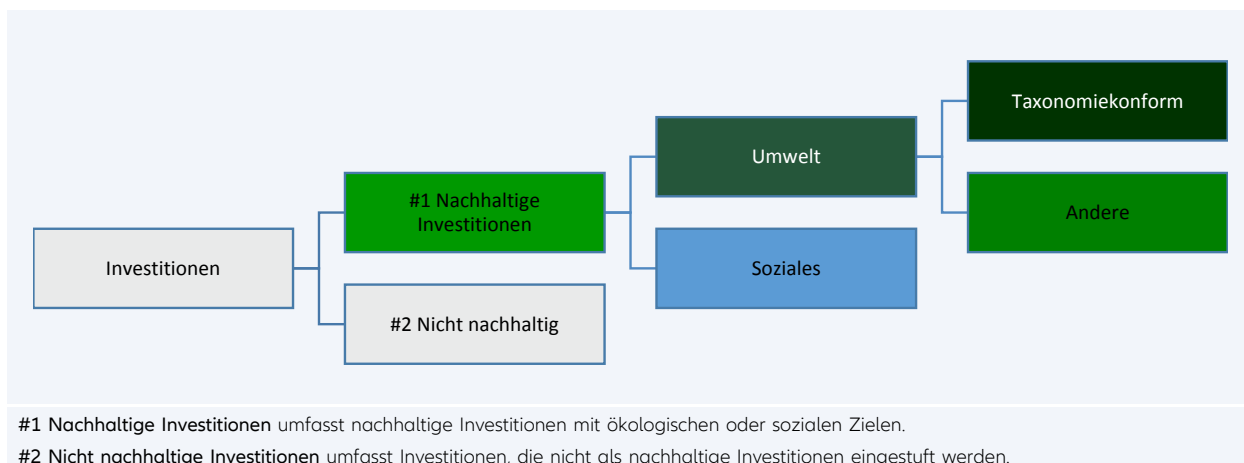 Taxonomiekonform
Umwelt
#1 Nachhaltige
Investitionen
Andere
Investitionen
Soziales
#2 Nicht nachhaltig
#1 Nachhaltige Investitionen umfasst nachhaltige Investitionen mit ökologischen oder sozialen Zielen.
#2 Nicht nachhaltige Investitionen umfasst Investitionen, die nicht als nachhaltige Investitionen eingestuft werden.